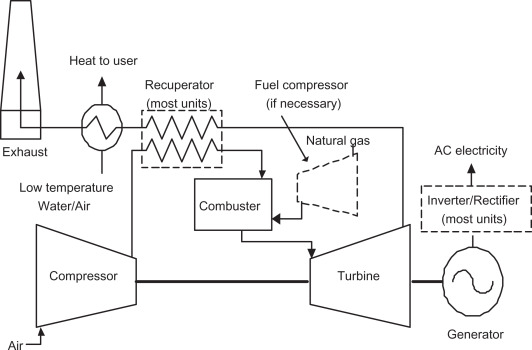 Heat to user
Recuperator
(most units)
Fuel compressor
(if necessary)
Natural gas
AC electricity
Exhaust
Low temperature
Water/Air
Combuster
Inverter/Rectifier
(most units)
Compressor
Turbine
Generator
Air